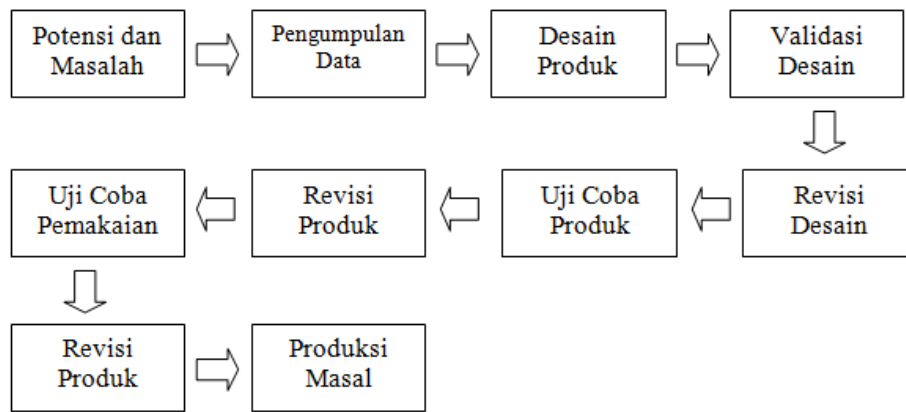 Potensi dan
Masalah
Pengumpulan
Data
Desain
Produk
Validasi
Desain
Revisi
Desain
Uji Coba
Produk
Revisi
Produk
Uji Coba
Pemakaian
Revisi
Produk
Produksi
Masal